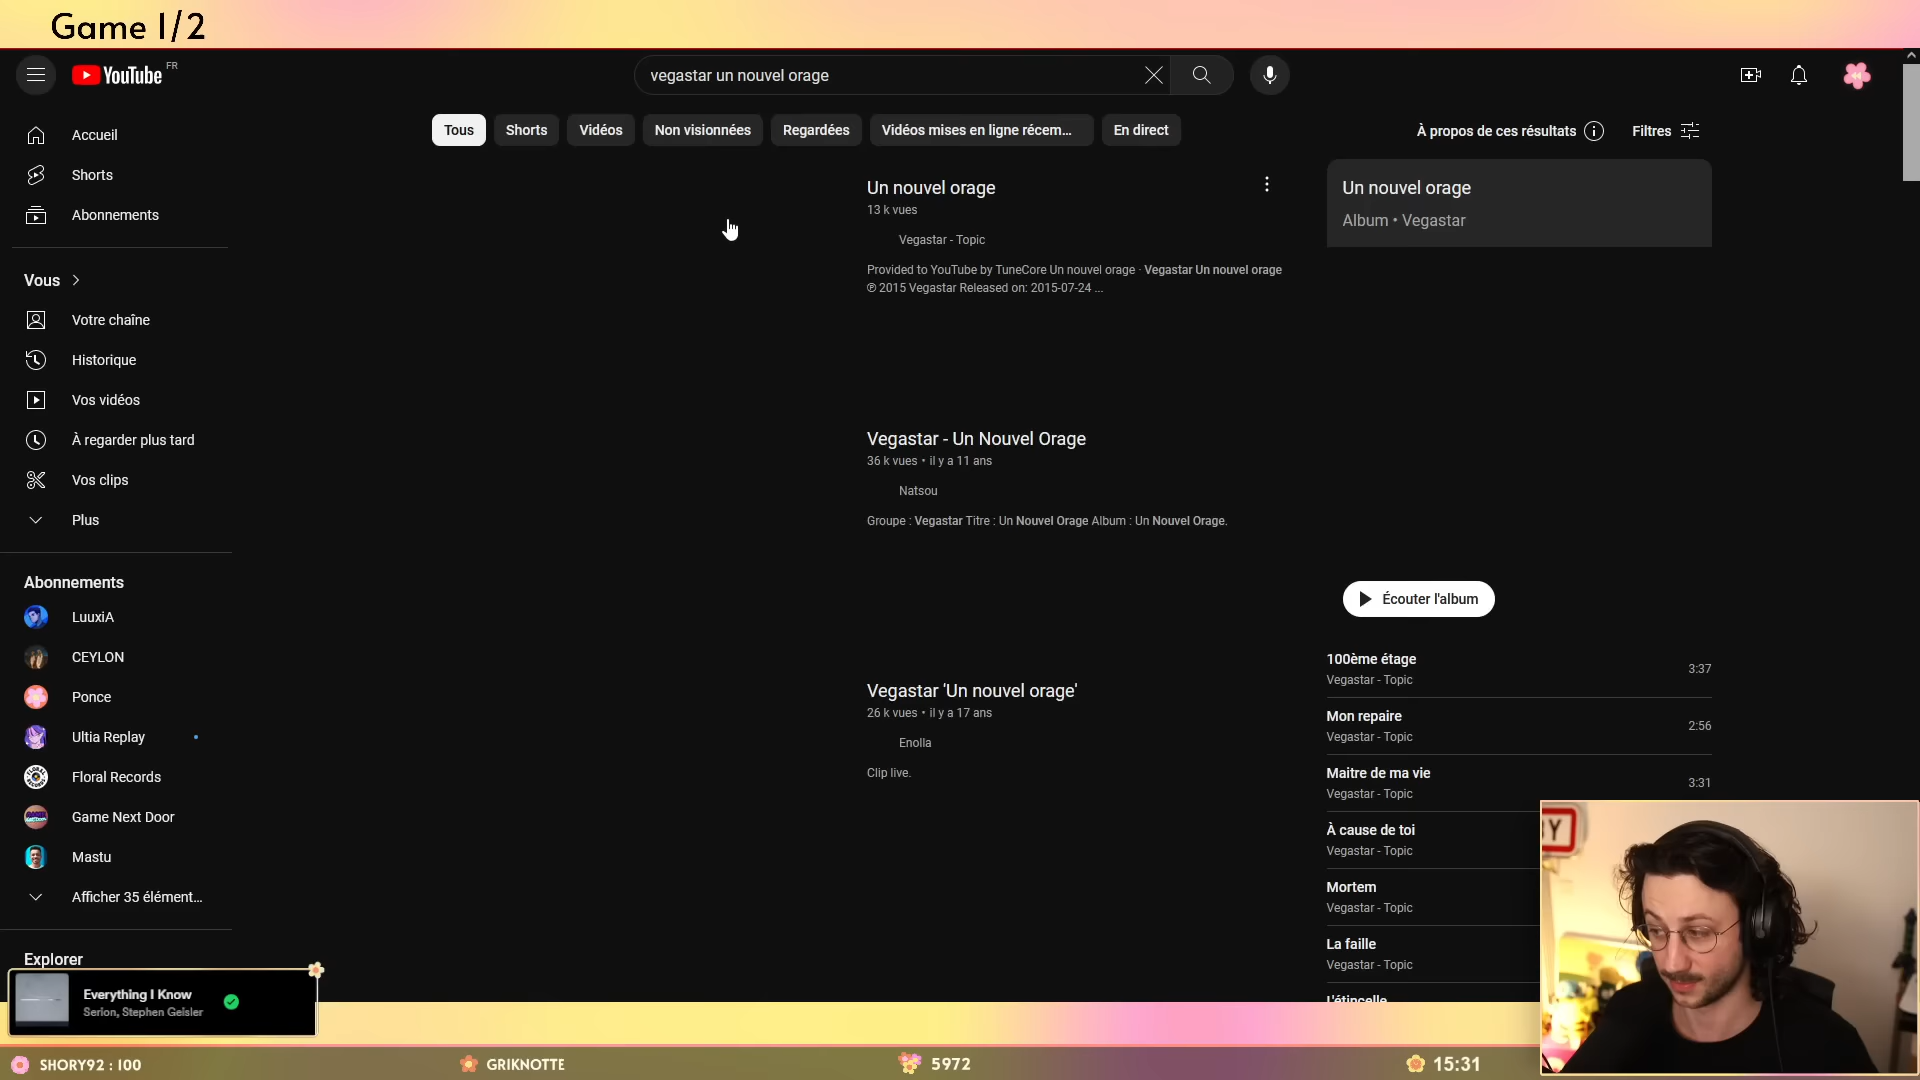 Game 1/2
YouTube FR
vegastar un nouvel orage
Tous
Shorts
Vidéos
Non visionnées
Regardées
Vidéos mises en ligne récem...
En direct
À propos de ces résultats
Filtres
Accueil
Shorts
Abonnements
Vous
Votre chaîne
Historique
Vos vidéos
À regarder plus tard
Vos clips
Plus
Abonnements
LuuxiA
CEYLON
Ponce
Ultia Replay
Floral Records
Game Next Door
Mastu
Afficher 35 élément...
Explorer
Un nouvel orage
13 k vues
Vegastar - Topic
Provided to YouTube by TuneCore Un nouvel orage · Vegastar Un nouvel orage
℗ 2015 Vegastar Released on: 2015-07-24 ...
Vegastar - Un Nouvel Orage
36 k vues • il y a 11 ans
Natsou
Groupe : Vegastar Titre : Un Nouvel Orage Album : Un Nouvel Orage.
Vegastar 'Un nouvel orage'
26 k vues • il y a 17 ans
Enolla
Clip live.
Un nouvel orage
Album • Vegastar
Écouter l'album
100ème étage
Vegastar - Topic
3:37
Mon repaire
Vegastar - Topic
2:56
Maitre de ma vie
Vegastar - Topic
3:31
À cause de toi
Vegastar - Topic
Mortem
Vegastar - Topic
La faille
Vegastar - Topic
L'étincelle
Everything I Know
Serlon, Stephen Geisler
SHORY92 : 100
GRIKNOTTE
5972
15:31